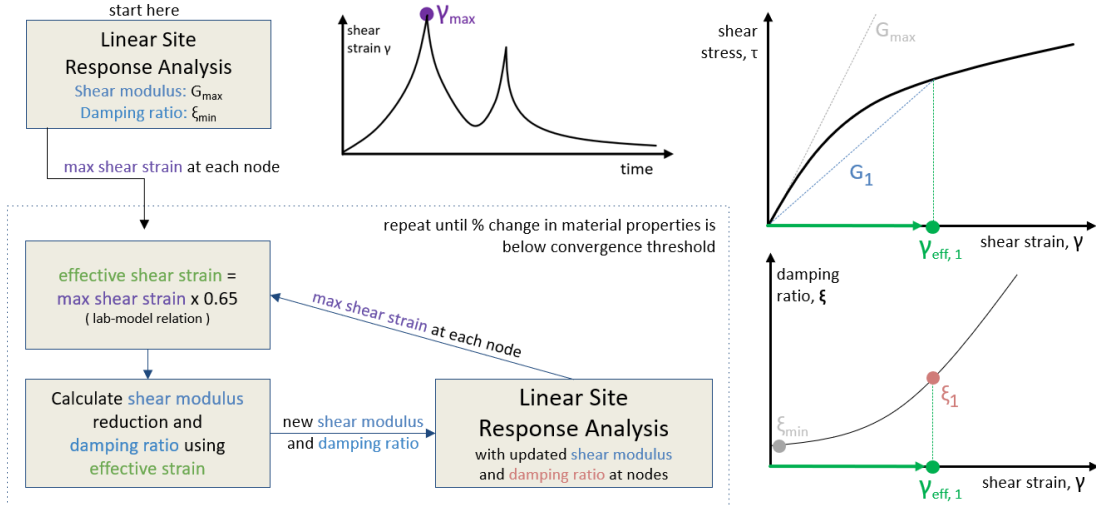 start here
Linear Site
Response Analysis
Shear modulus: Gmax
Damping ratio: ξmin
max shear strain at each node
shear
strain γ
γmax
time
repeat until % change in material properties is
below convergence threshold
effective shear strain =
max shear strain x 0.65
( lab-model relation )
max shear strain at each node
Calculate shear modulus
reduction and
damping ratio using
effective strain
new shear modulus
and damping ratio
Linear Site
Response Analysis
with updated shear modulus
and damping ratio at nodes
shear
stress, τ
Gmax
G1
γeff, 1
shear strain, γ
damping
ratio, ξ
ξmin
ξ1
γeff, 1
shear strain, γ